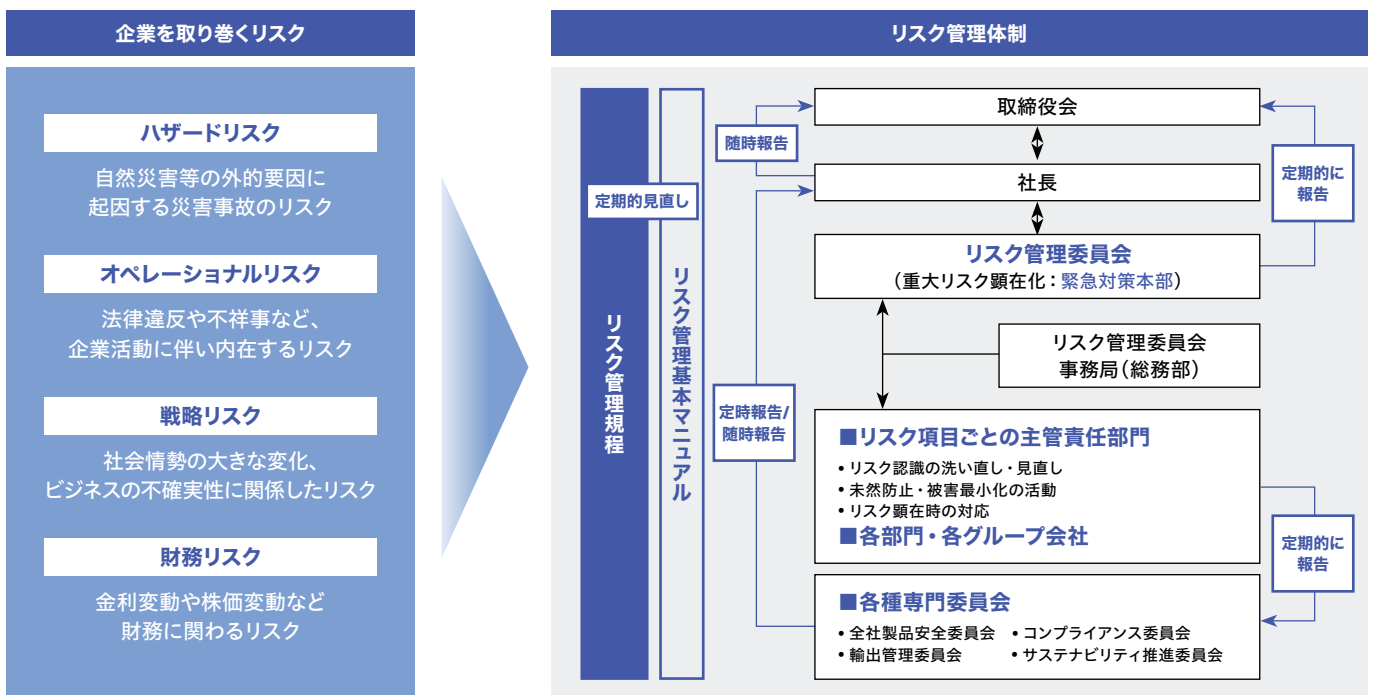 企業を取り巻くリスク
ハザードリスク
自然災害等の外的要因に
起因する災害事故のリスク
オペレーショナルリスク
法律違反や不祥事など、
企業活動に伴い内在するリスク
戦略リスク
社会情勢の大きな変化、
ビジネスの不確実性に関係したリスク
財務リスク
金利変動や株価変動など
財務に関わるリスク
リスク管理体制
リスク管理規程
リスク管理基本マニュアル
定期的見直し
随時報告
定時報告/
随時報告
取締役会
社長
リスク管理委員会
（重大リスク顕在化：緊急対策本部）
リスク管理委員会
事務局（総務部）
■リスク項目ごとの主管責任部門
• リスク認識の洗い直し・見直し
• 未然防止・被害最小化の活動
• リスク顕在時の対応
■各部門・各グループ会社
■各種専門委員会
• 全社製品安全委員会 • コンプライアンス委員会
• 輸出管理委員会 • サステナビリティ推進委員会
定期的に
報告
定期的に
報告